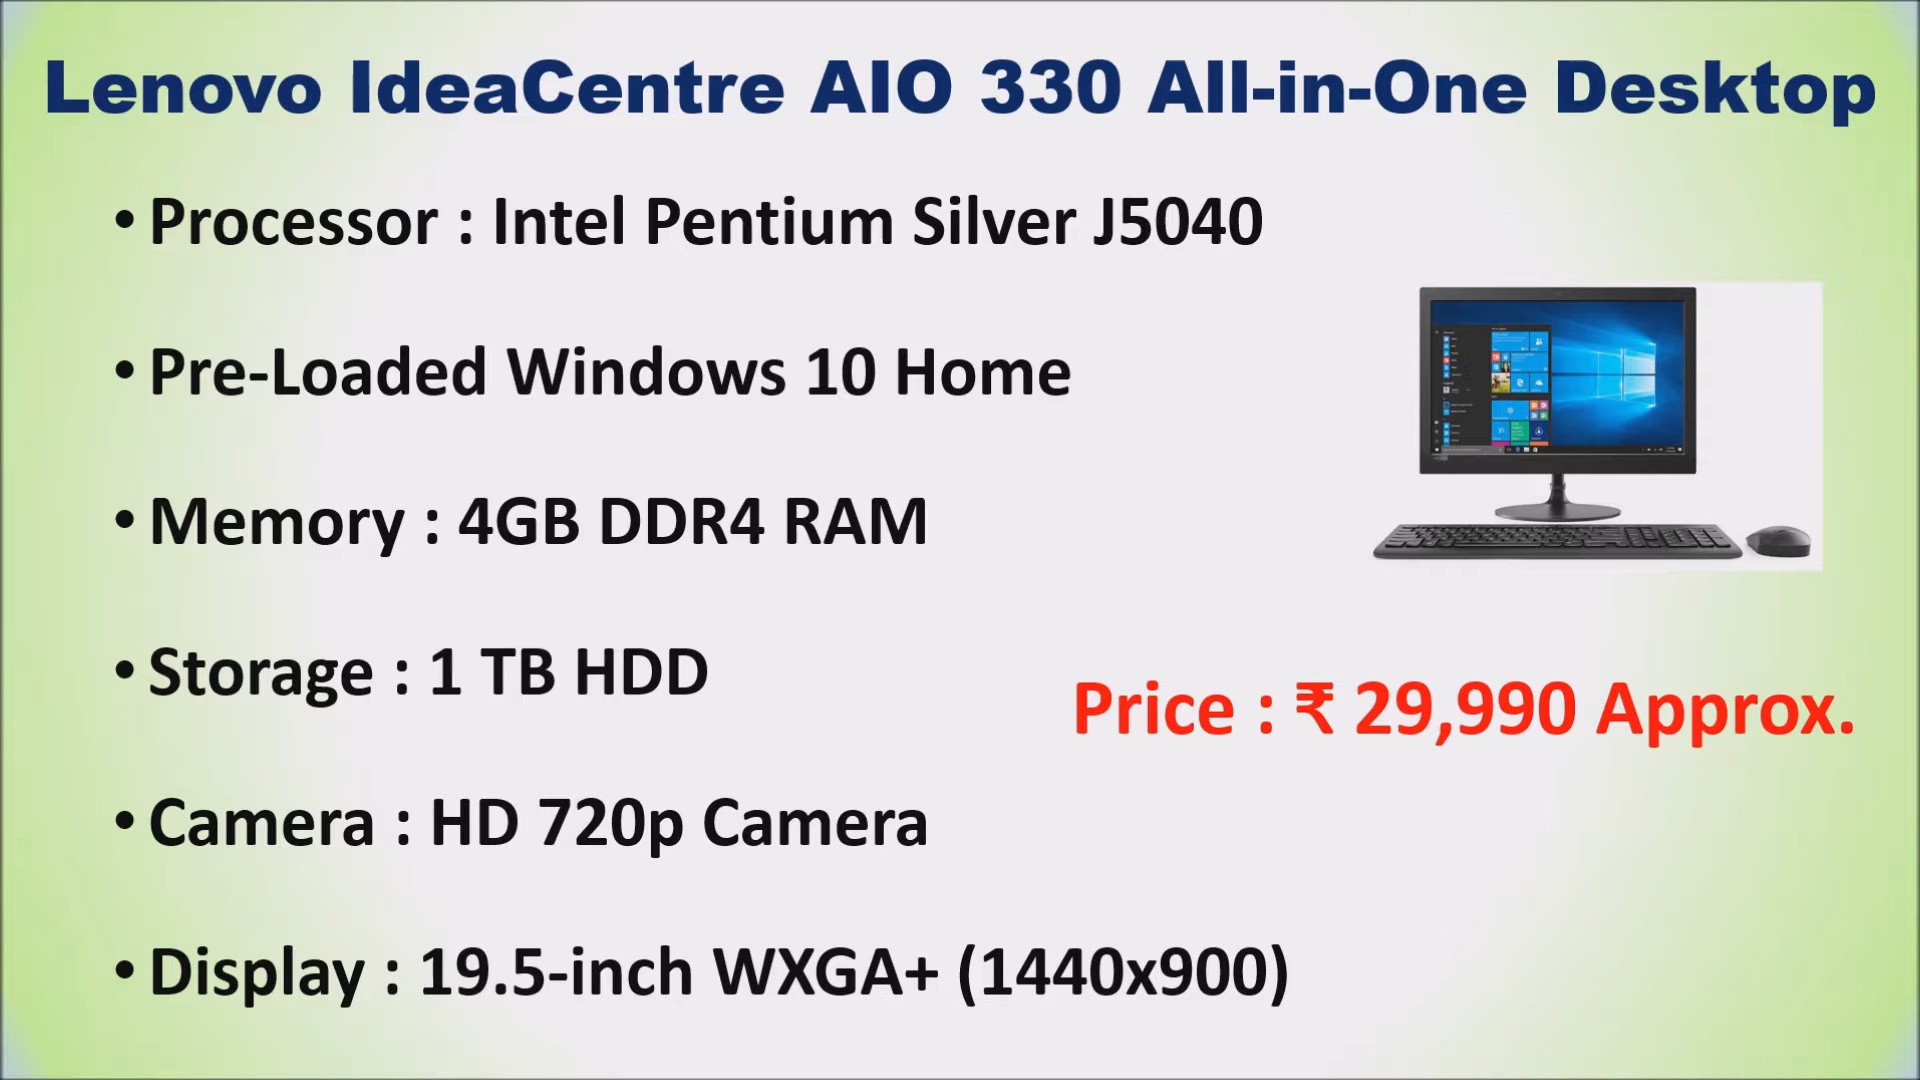 Lenovo IdeaCentre AIO 330 All-in-One Desktop
• Processor : Intel Pentium Silver J5040
• Pre-Loaded Windows 10 Home
• Memory : 4GB DDR4 RAM
• Storage : 1 TB HDD
Price : ₹ 29,990 Approx.
• Camera : HD 720p Camera
• Display : 19.5-inch WXGA+ (1440x900)